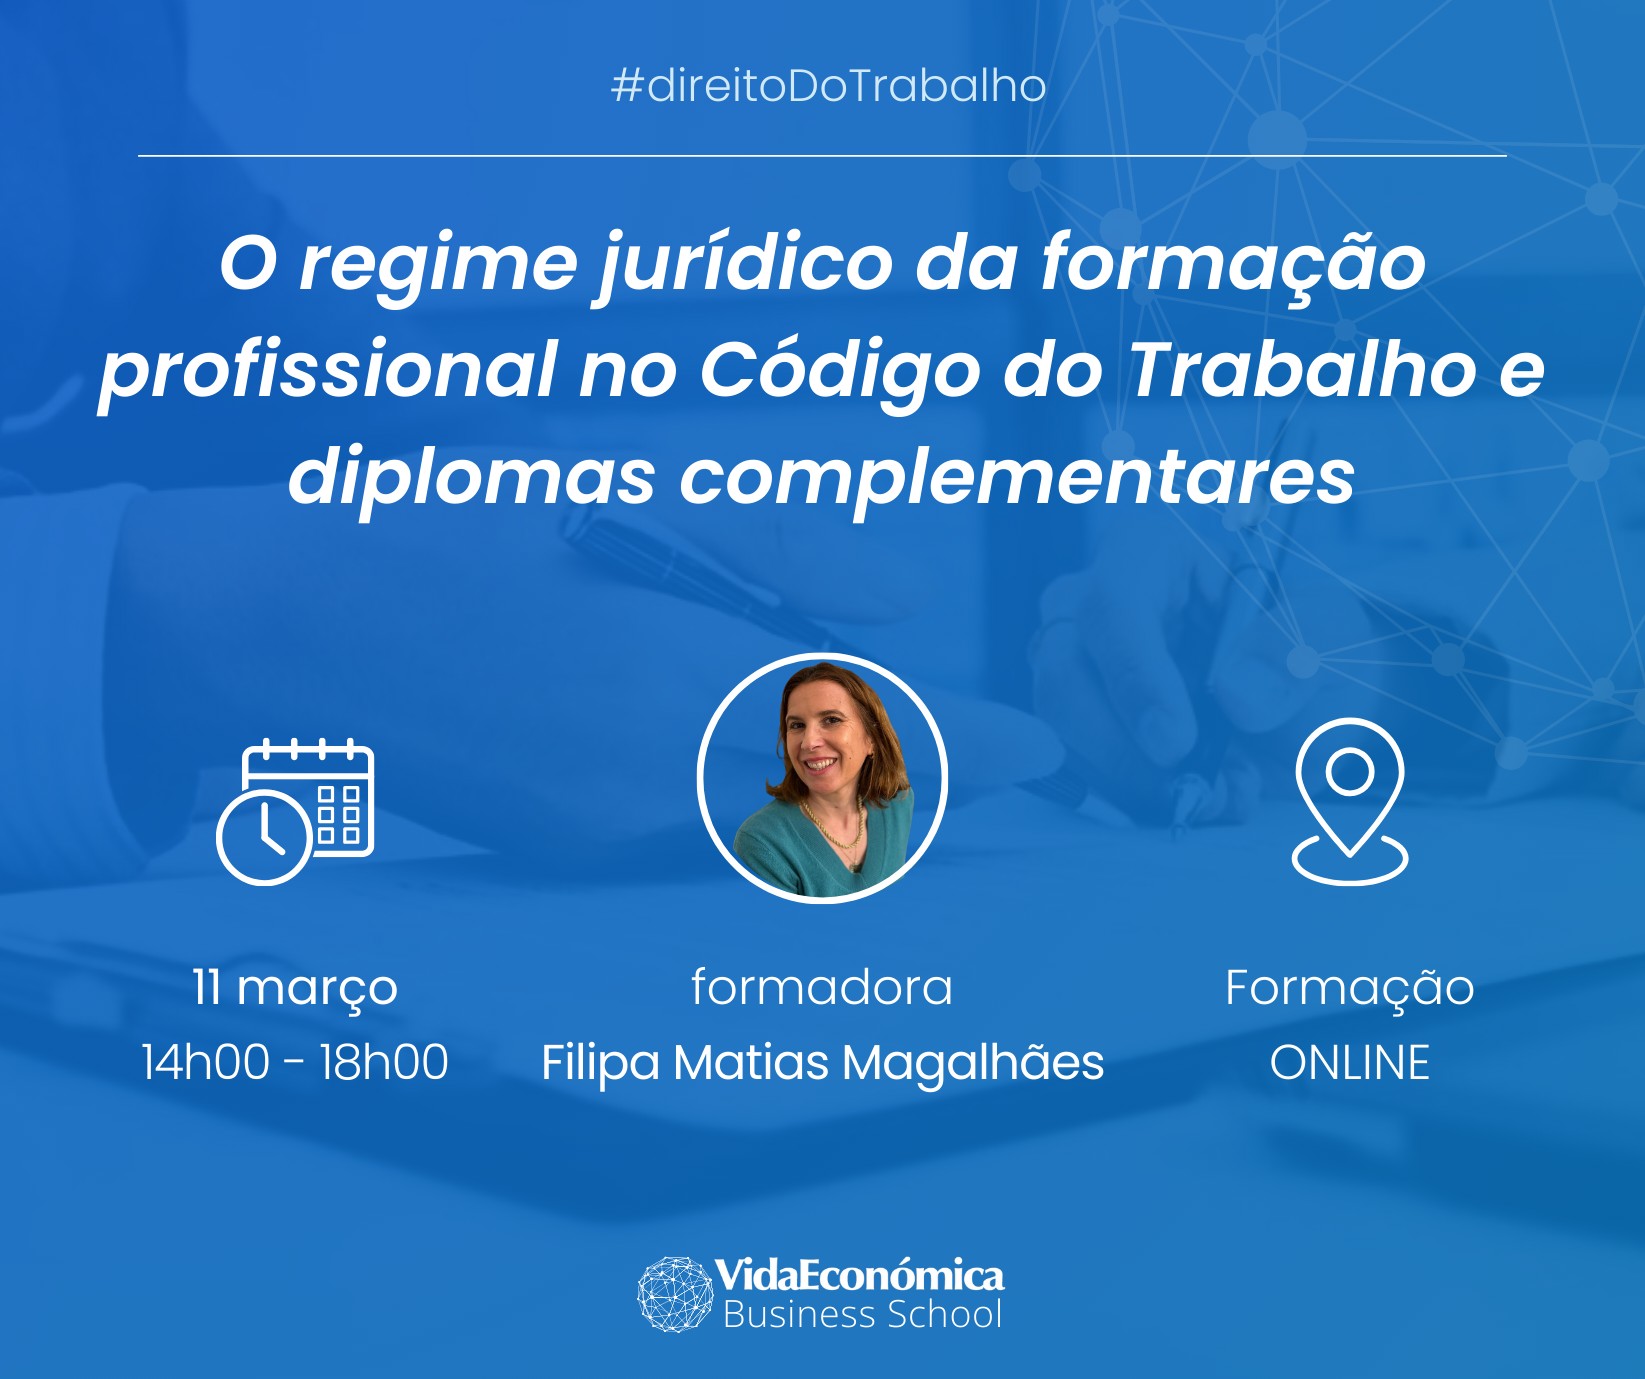 #direitoDoTrabalho
O regime jurídico da formação
profissional no Código do Trabalho e
diplomas complementares
11 março
14h00 - 18h00
formadora
Filipa Matias Magalhães
Formação
ONLINE
VidaEconómica
Business School